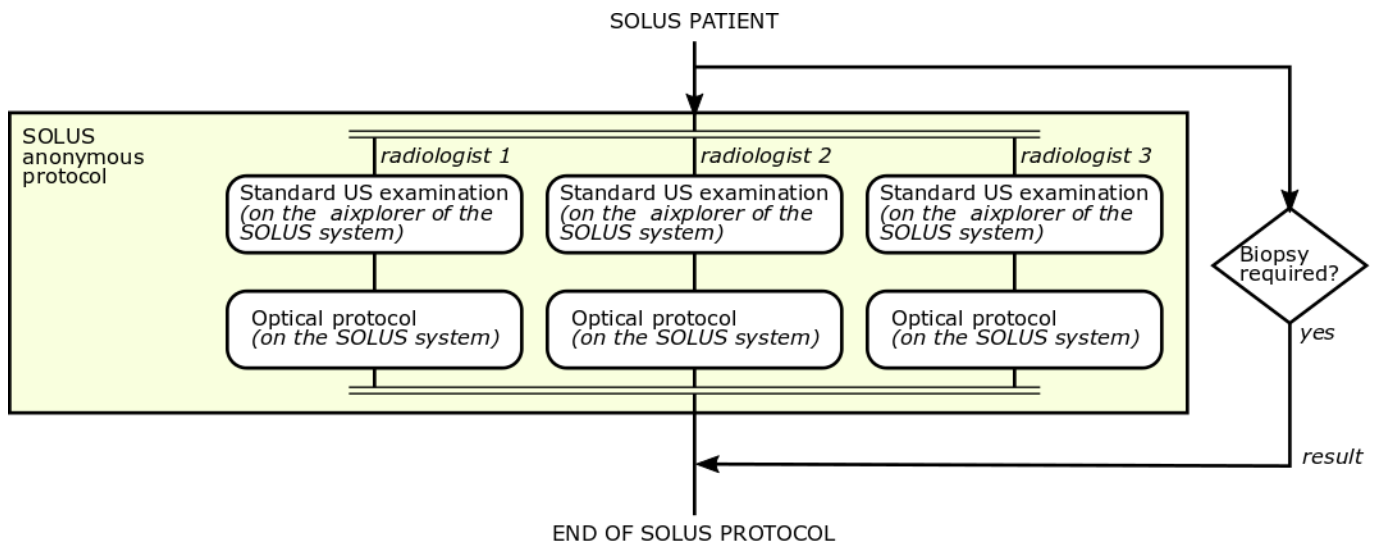 SOLUS PATIENT
SOLUS
anonymous
protocol
radiologist 1
Standard US examination
(on the aixplorer of the
SOLUS system)
Optical protocol
(on the SOLUS system)
radiologist 2
Standard US examination
(on the aixplorer of the
SOLUS system)
Optical protocol
(on the SOLUS system)
radiologist 3
Standard US examination
(on the aixplorer of the
SOLUS system)
Optical protocol
(on the SOLUS system)
Biopsy
required?
yes
result
END OF SOLUS PROTOCOL